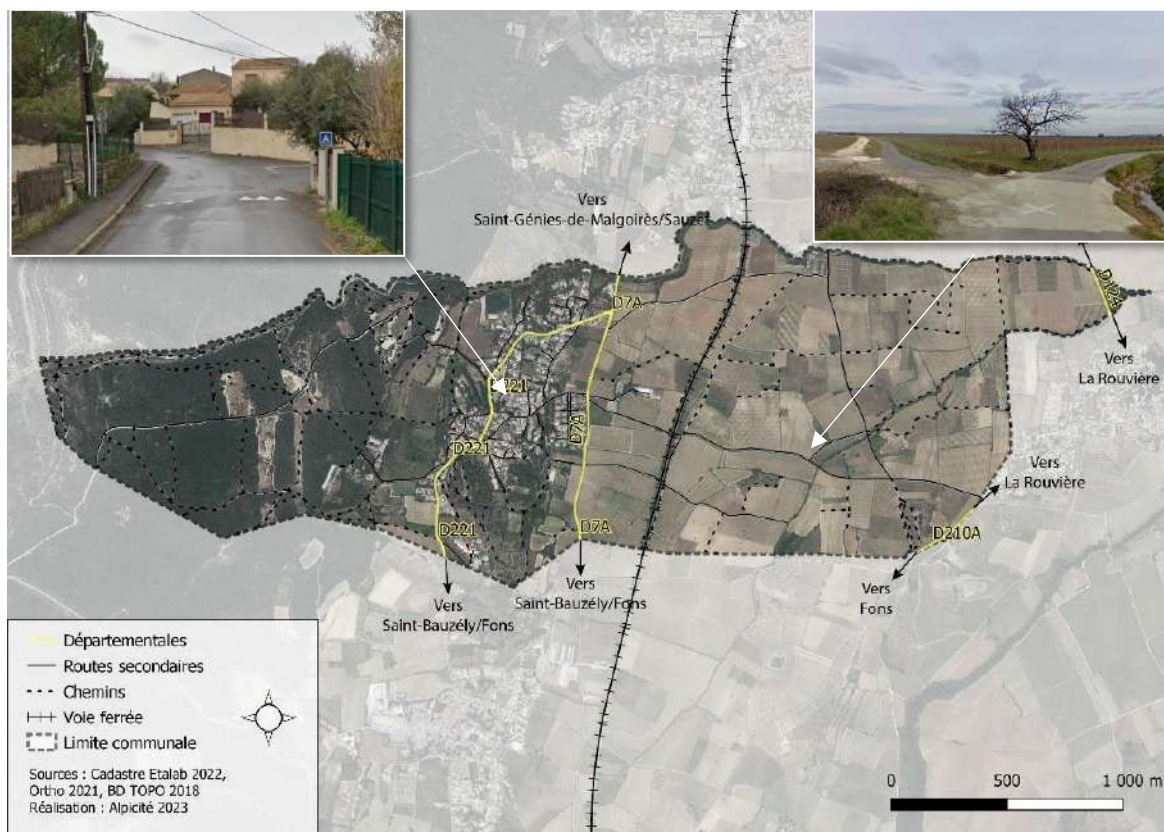 Vers
Saint-Génies-de-Malgoirès/Sauzet
D7A
D124
Vers
La Rouvière
D221
D7A
D221
Vers
La Rouvière
D221
D7A
D210A
Vers
Saint-Bauzély/Fons
Vers
Saint-Bauzély/Fons
Vers
Fons
Départementales
Routes secondaires
Chemins
Voie ferrée
Limite communale
Sources : Cadastre Etalab 2022,
Ortho 2021, BD TOPO 2018
Réalisation : Alpicité 2023
0 500 1 000 m